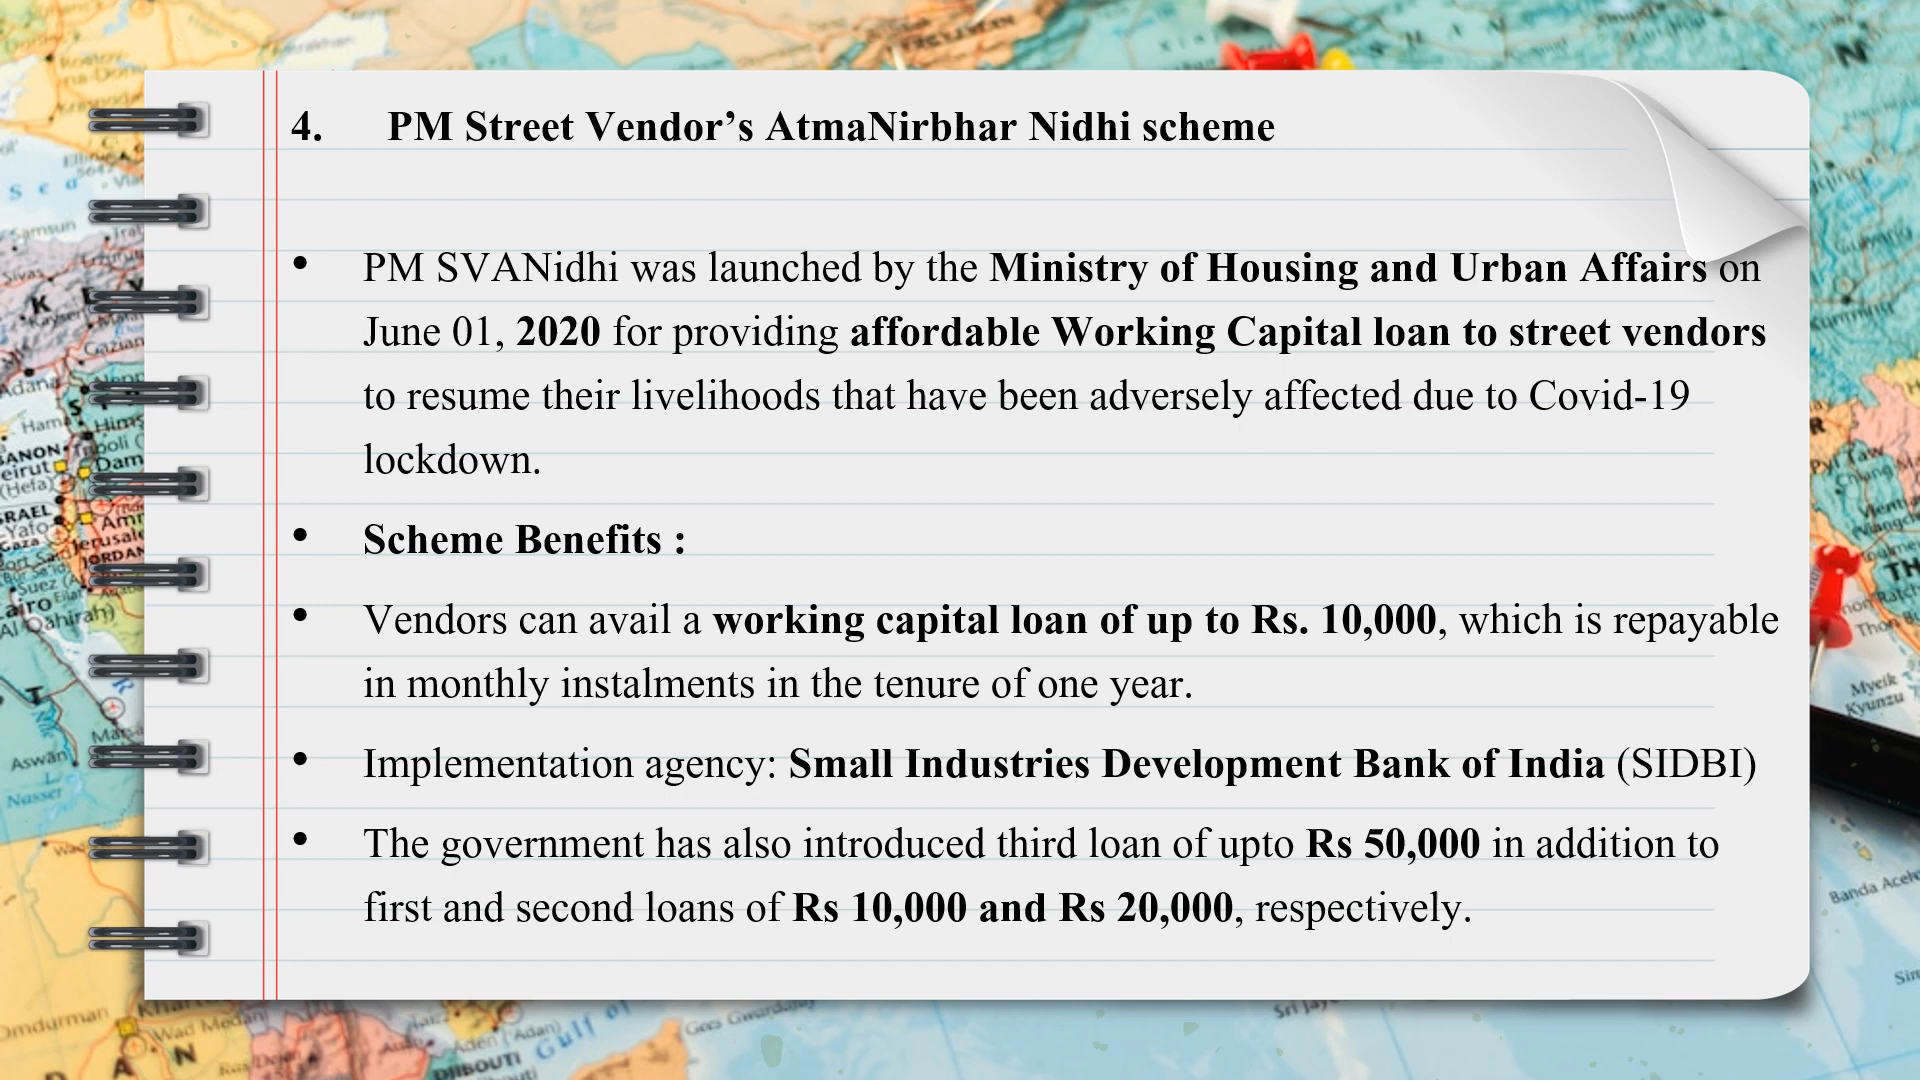 4. PM Street Vendor’s AtmaNirbhar Nidhi scheme
• PM SVANidhi was launched by the Ministry of Housing and Urban Affairs on
June 01, 2020 for providing affordable Working Capital loan to street vendors
to resume their livelihoods that have been adversely affected due to Covid-19
lockdown.
• Scheme Benefits :
• Vendors can avail a working capital loan of up to Rs. 10,000, which is repayable
in monthly instalments in the tenure of one year.
• Implementation agency: Small Industries Development Bank of India (SIDBI)
• The government has also introduced third loan of upto Rs 50,000 in addition to
first and second loans of Rs 10,000 and Rs 20,000, respectively.